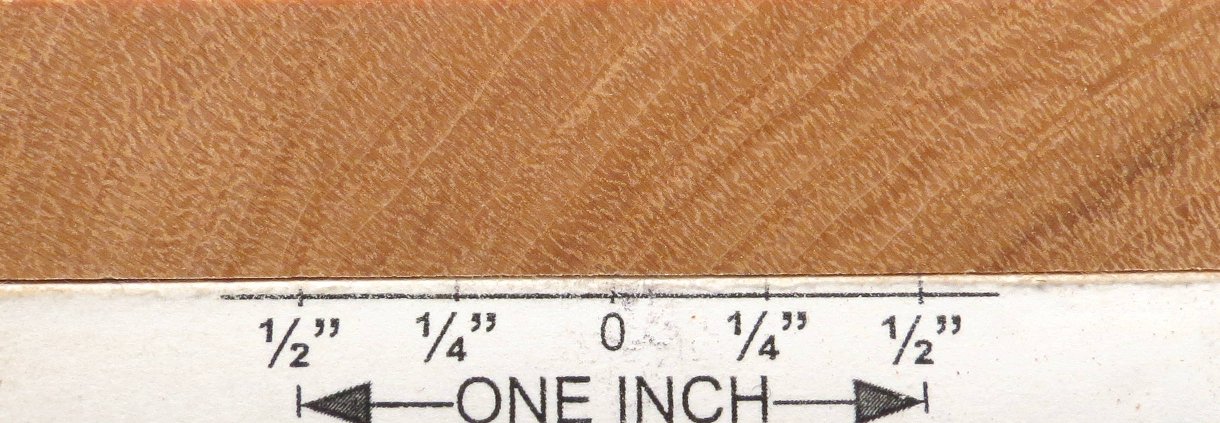 ½” ¼” 0 ¼” ½”
ONE INCH